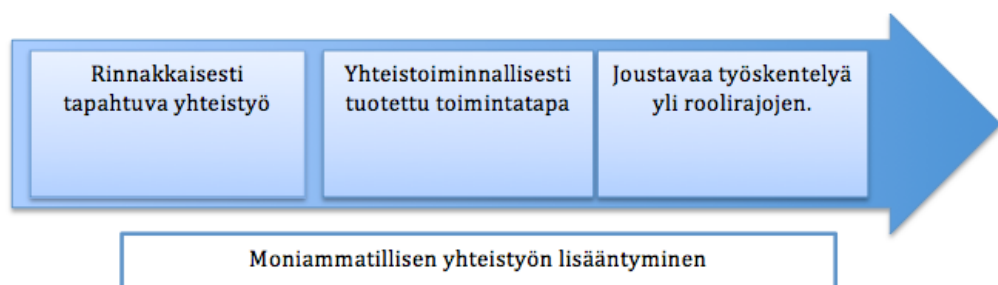 Rinnakkaisesti
tapahtuva yhteistyö
Yhteistoiminnallisesti
tuotettu toimintatapa
Joustavaa työskentelyä
yli roolirajojen.
Moniammatillisen yhteistyön lisääntyminen